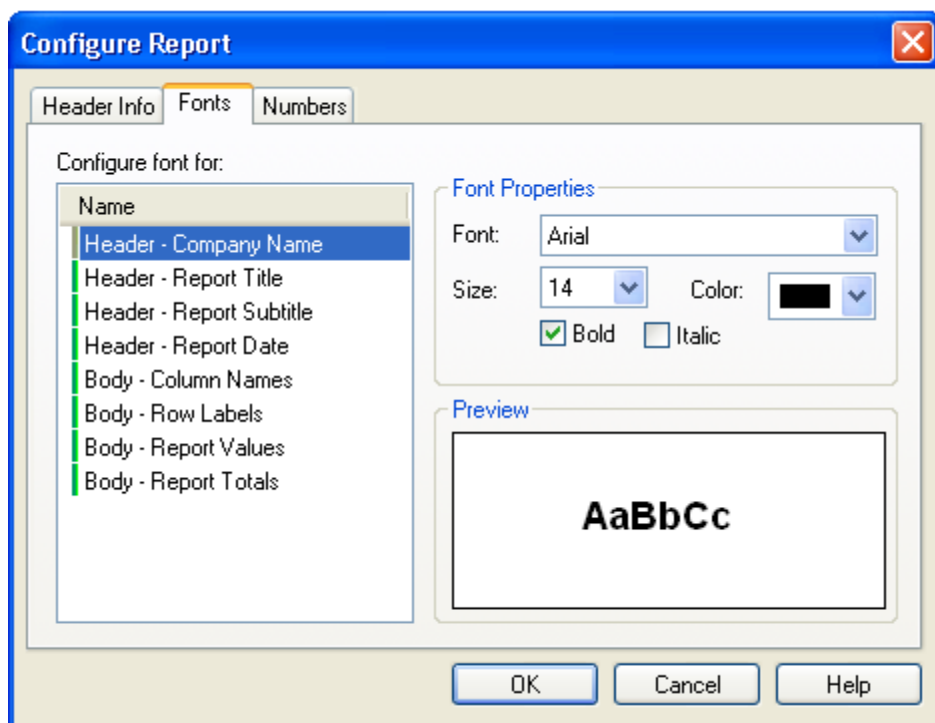 Configure Report
Header Info Fonts Numbers
Configure font for:
Name
Header - Company Name
Header - Report Title
Header - Report Subtitle
Header - Report Date
Body - Column Names
Body - Row Labels
Body - Report Values
Body - Report Totals
Font Properties
Font: Arial
Size: 14 Color:
Bold Italic
Preview
AaBbCc
OK Cancel Help